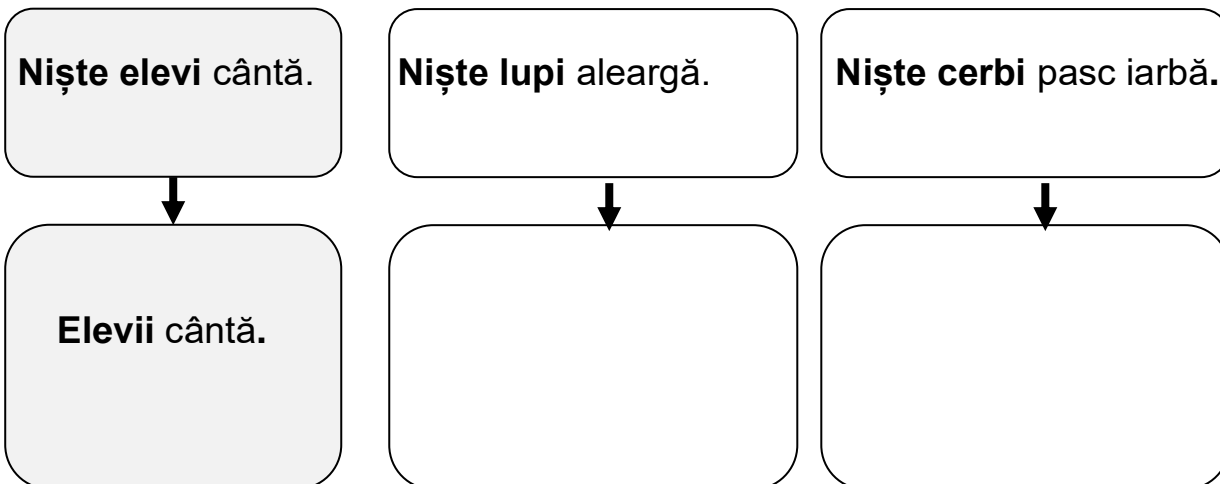 Niște elevi cântă.
Niște lupi aleargă.
Niște cerbi pasc iarbă.
Elevii cântă.